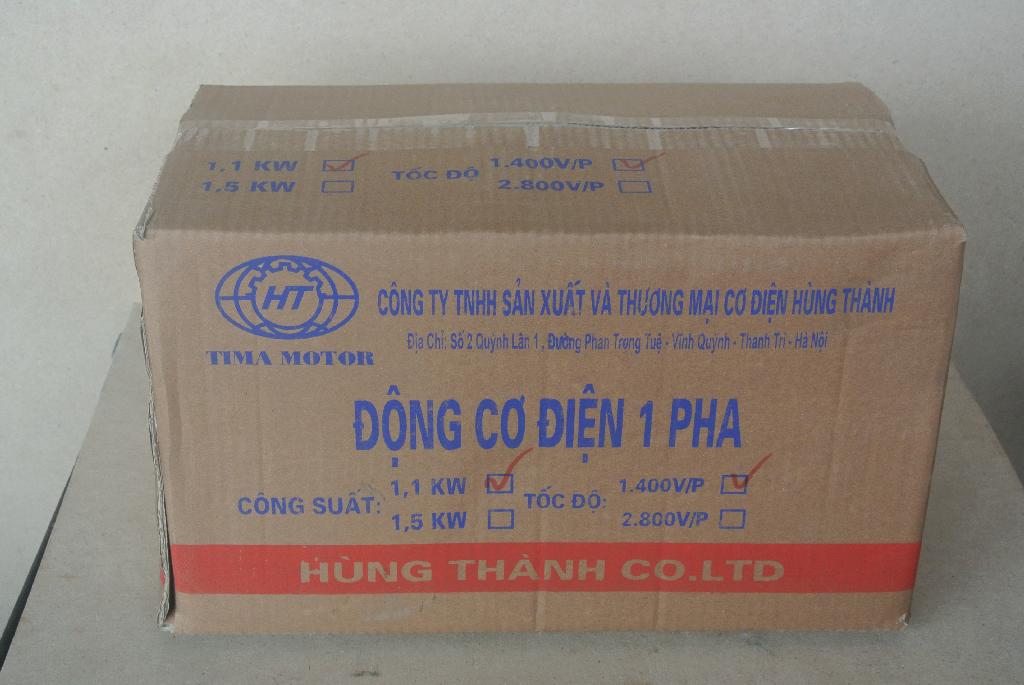 1,1 KW TỐC ĐỘ 1.400V/P
1.5 KW 2.800V/P
HT
TIMA MOTOR
CÔNG TY TNHH SẢN XUẤT VÀ THƯƠNG MẠI CƠ ĐIỆN HÙNG THÀNH
Địa Chỉ: Số 2 Quỳnh Lân 1, Đường Phan Trọng Tuệ - Vĩnh Quỳnh - Thanh Trì - Hà Nội
ĐỘNG CƠ ĐIỆN 1 PHA
CÔNG SUẤT: 1,1 KW TỐC ĐỘ: 1.400V/P
1,5 KW 2.800V/P
HÙNG THÀNH CO.LTD